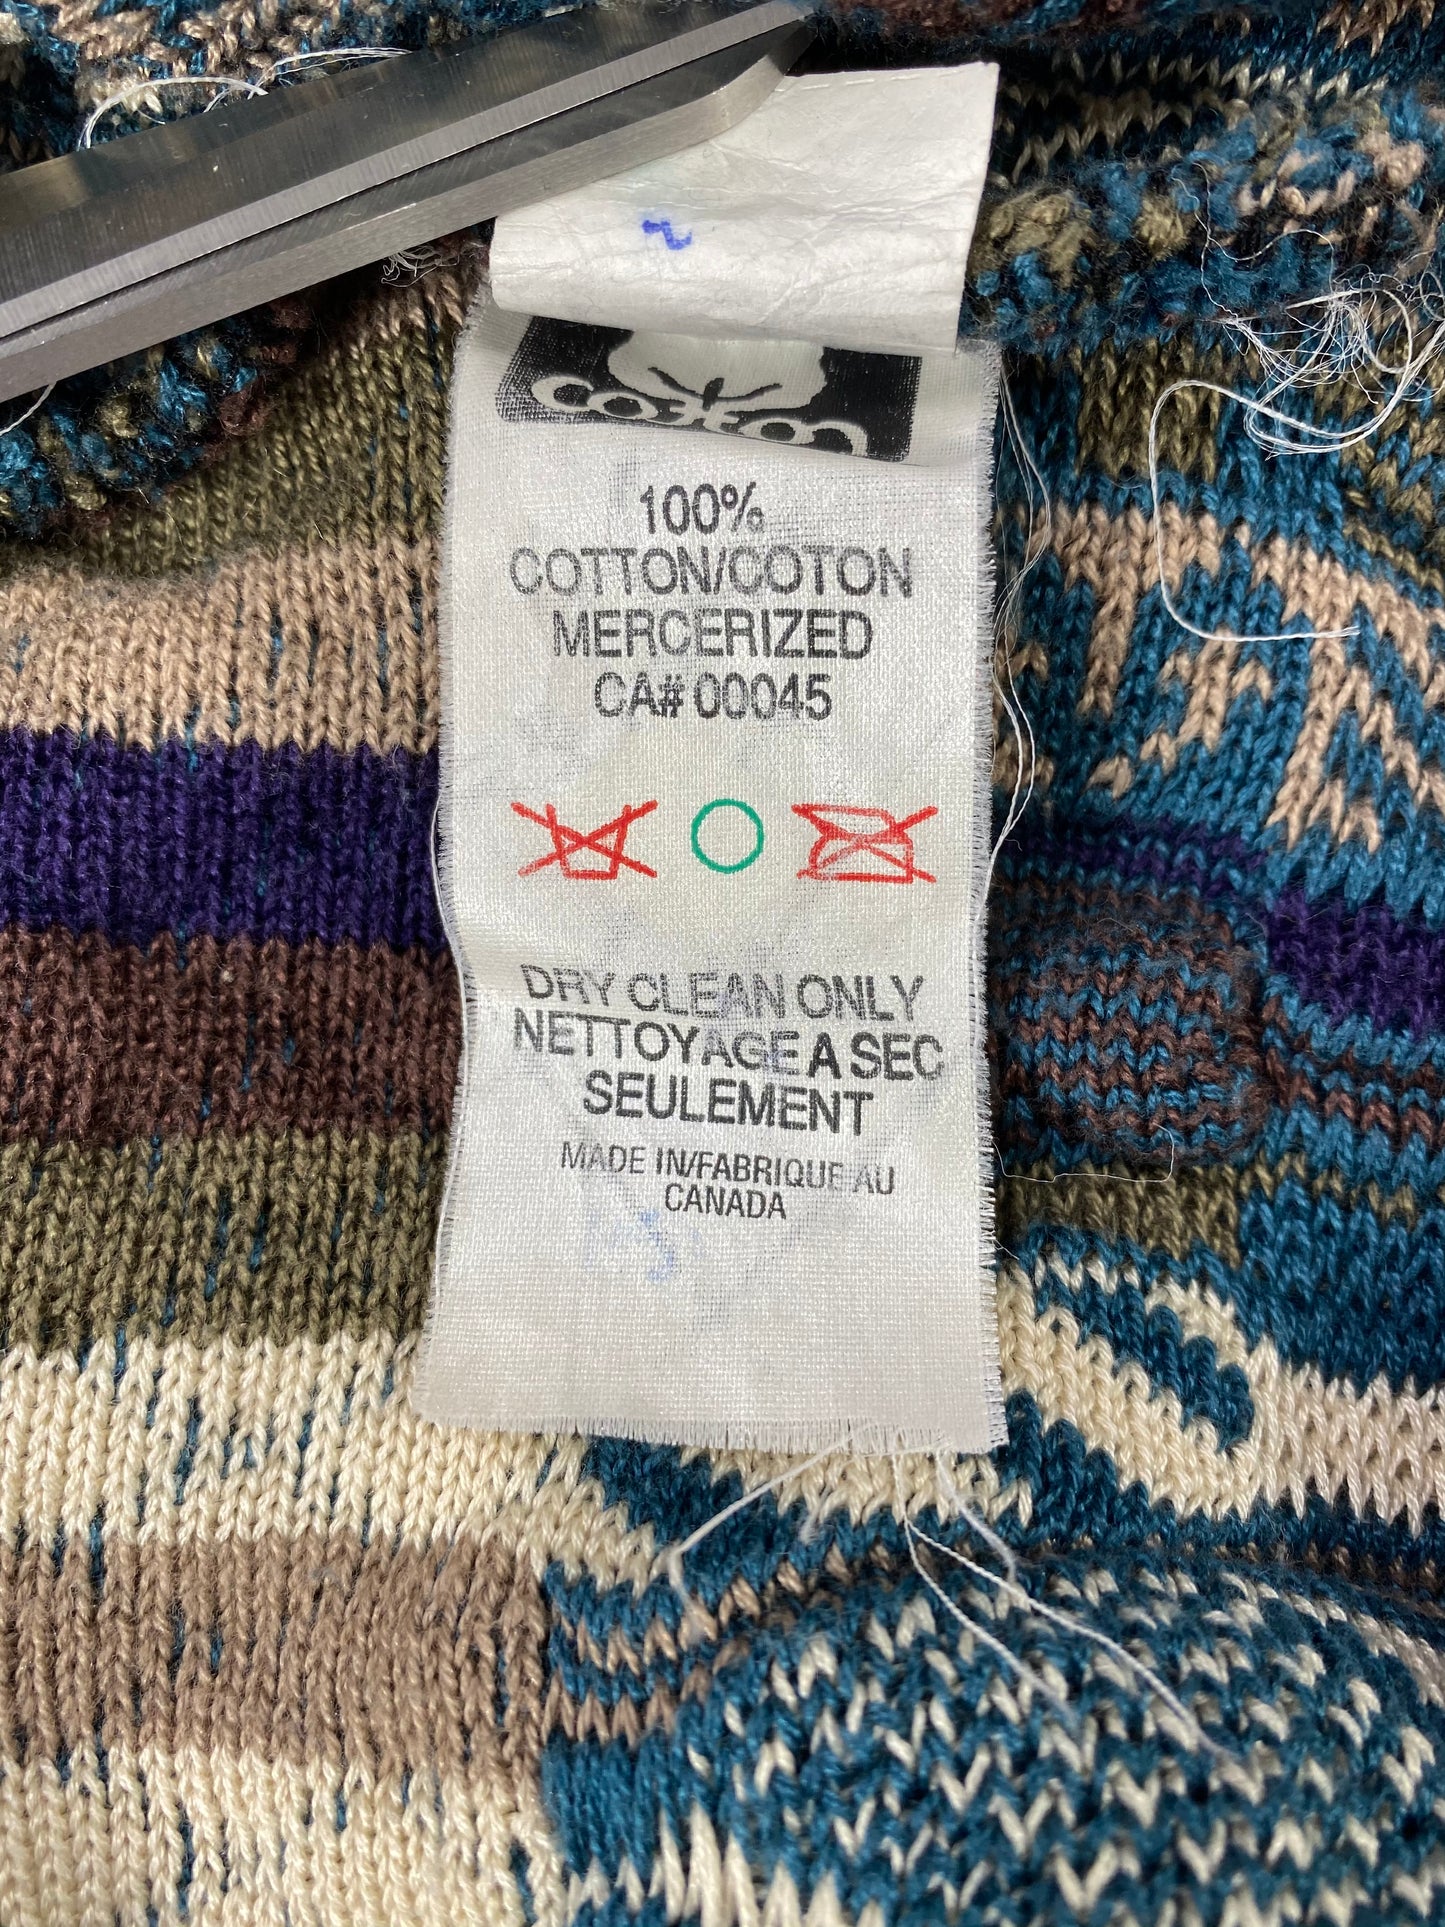 cotton
100%
COTTON/COTON
MERCERIZED
CA# 00045
DRY CLEAN ONLY
NETTOYAGE A SEC
SEULEMENT
MADE IN/FABRIQUE AU
CANADA